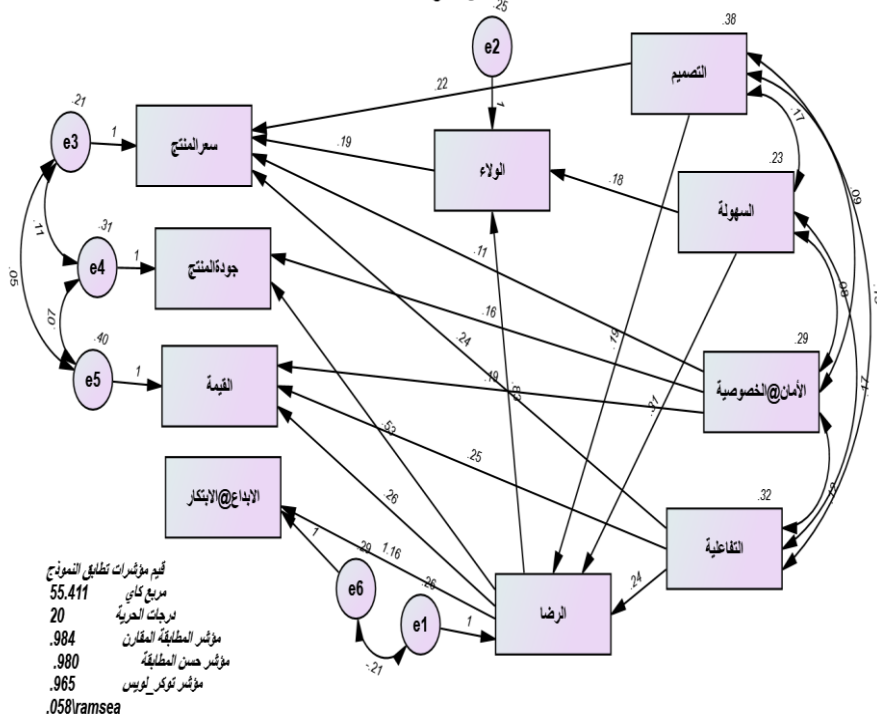 .25
e2
.38
التصميم
.22
.21
e3
1
سعرالمنتج
.19
1
الولاء
.17
.23
السهولة
.18
.09
.11
.05
.31
e4
1
جودةالمنتج
.11
.16
.08
.07
.40
e5
1
القيمة
.24
.19
.19
.31
.29
الأمان@الخصوصية
.17
.53
.25
.26
.32
التفاعلية
.24
الابداع@الابتكار
1
.29
1.16
.26
e6
e1
1
الرضا
-.21
قيم مؤشرات تطابق النموذج
مربع كاي 55.411
درجات الحرية 20
مؤشر المطابقة المقارن .984
مؤشر حسن المطابقة .980
مؤشر توكر_لويس .965
.058\ramsea